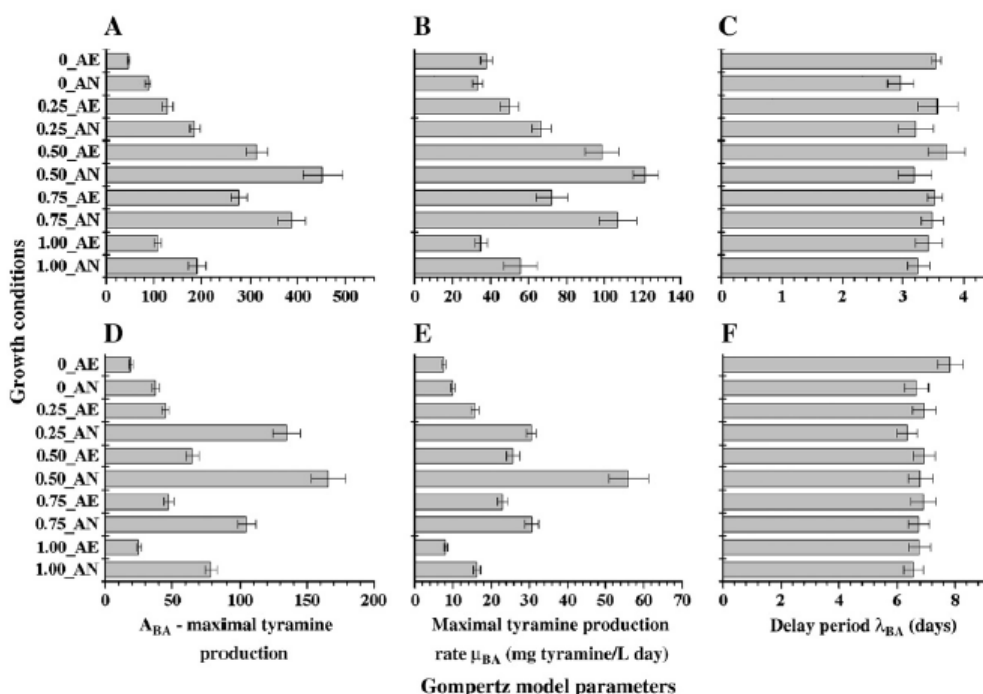 A
B
C
0_AE
0_AN
0.25_AE
0.25_AN
0.50_AE
0.50_AN
0.75_AE
0.75_AN
1.00_AE
1.00_AN
0 100 200 300 400 500
0 20 40 60 80 100 120 140
0 1 2 3 4
Growth conditions
D
E
F
0_AE
0_AN
0.25_AE
0.25_AN
0.50_AE
0.50_AN
0.75_AE
0.75_AN
1.00_AE
1.00_AN
0 50 100 150 200
0 10 20 30 40 50 60 70
0 2 4 6 8
A_BA - maximal tyramine
production
Maximal tyramine production
rate μ_BA (mg tyramine/L day)
Delay period λ_BA (days)
Gompertz model parameters